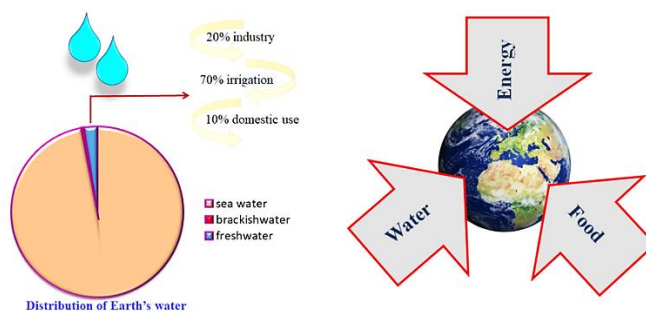 20% industry
70% irrigation
10% domestic use
sea water
brackishwater
freshwater
Distribution of Earth's water
Energy
Water
Food